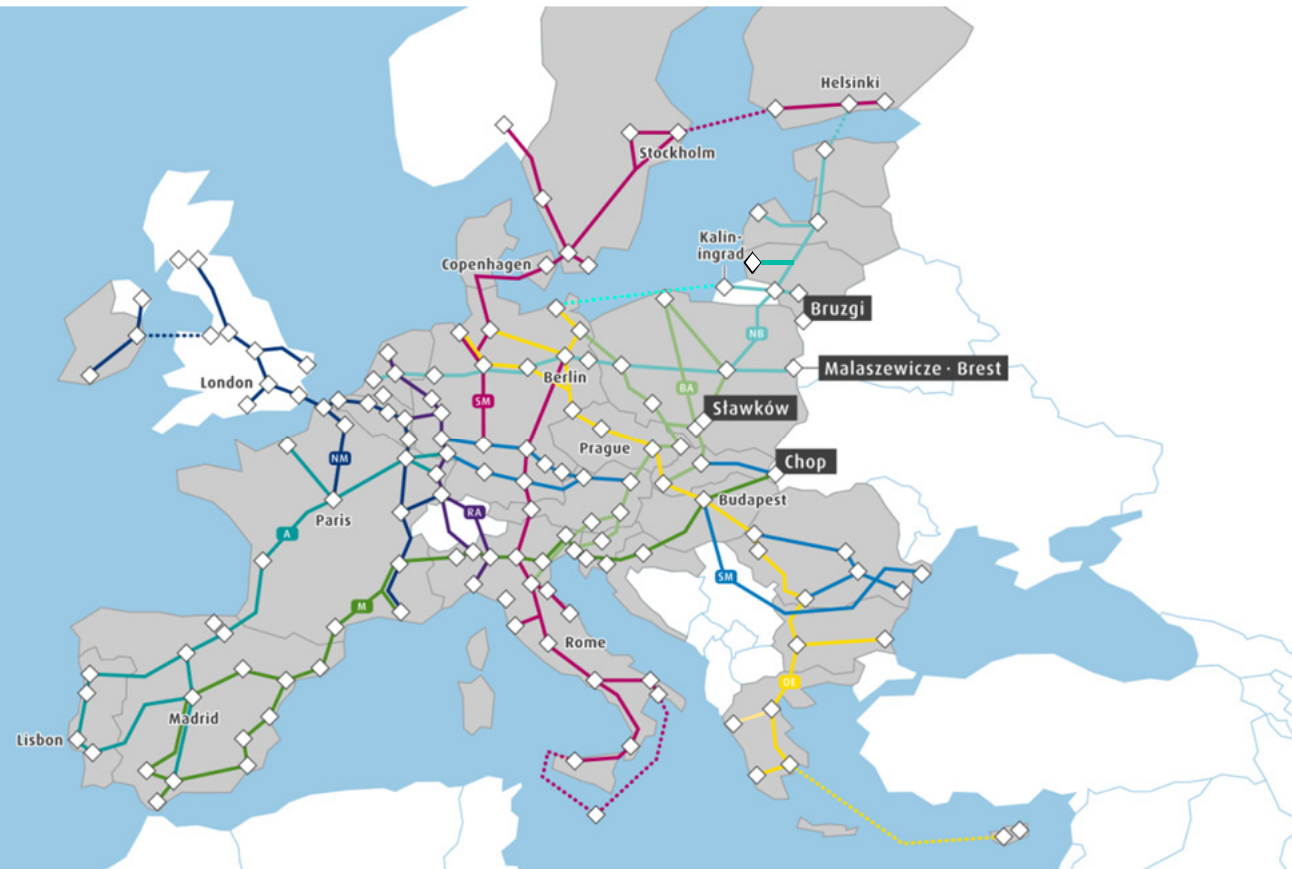 Helsinki
Stockholm
Kalin-
ingrad
Copenhagen
Bruzgi
NB
Malaszewicze · Brest
London
Berlin
BA
SM
Sławków
Prague
NM
Chop
Budapest
Paris
RA
A
SM
M
Rome
OE
Madrid
Lisbon